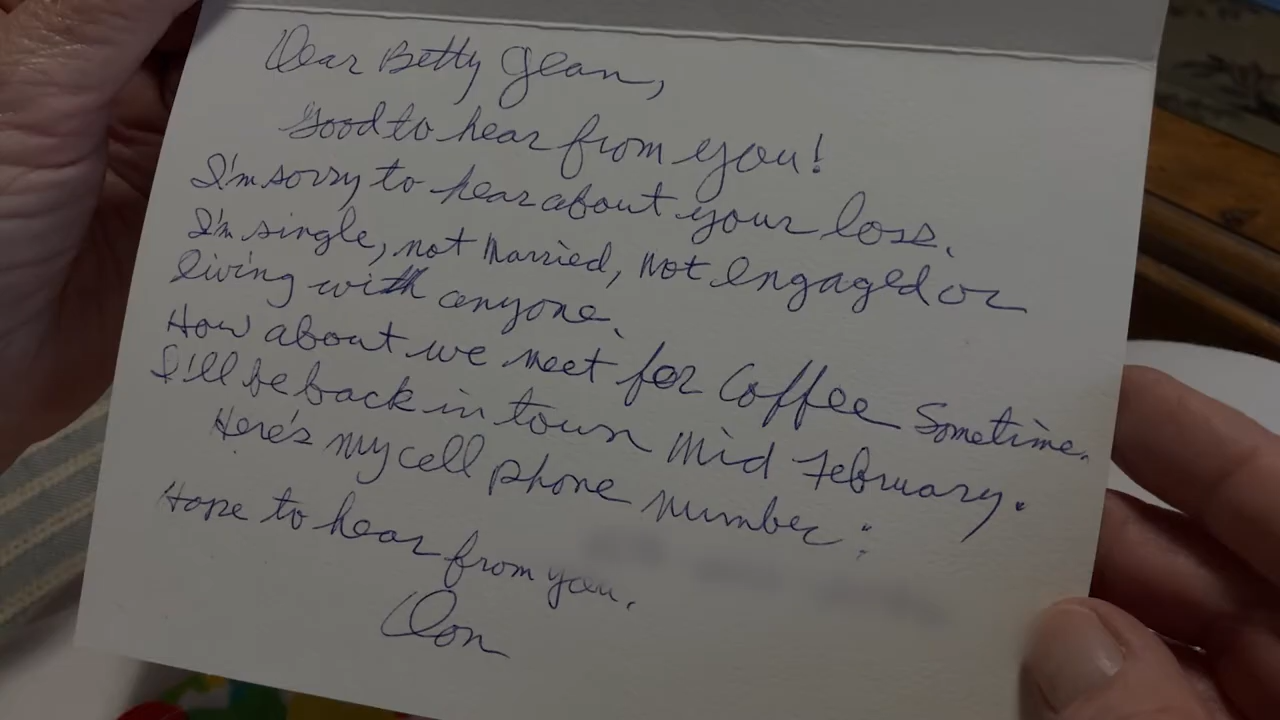 Dear Betty Jean,
Good to hear from you!
I'm sorry to hear about your loss.
I'm single, not Married, Not engaged or
living with anyone.
How about we meet for Coffee Sometime.
I'll be back in town Mid February.
Here's My cell phone Number:
Hope to hear from you.
Don